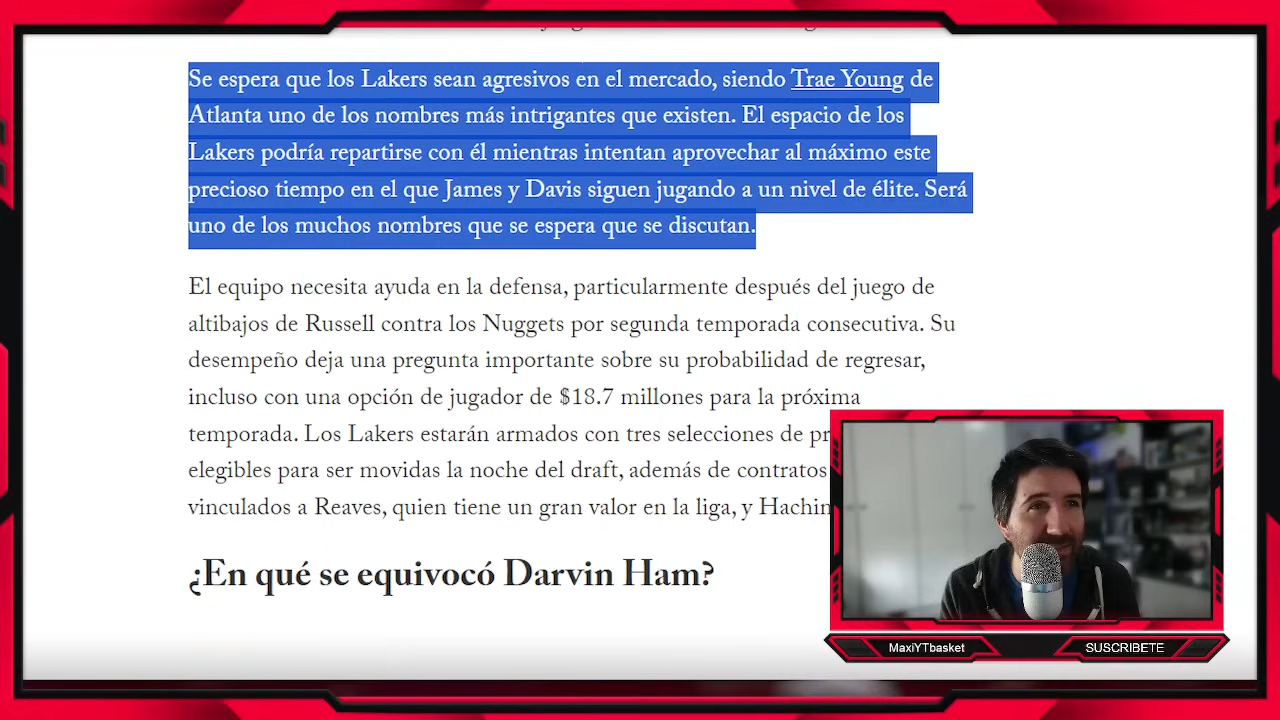 Se espera que los Lakers sean agresivos en el mercado, siendo Trae Young de
Atlanta uno de los nombres más intrigantes que existen. El espacio de los
Lakers podría repartirse con él mientras intentan aprovechar al máximo este
precioso tiempo en el que James y Davis siguen jugando a un nivel de élite. Será
uno de los muchos nombres que se espera que se discutan.
El equipo necesita ayuda en la defensa, particularmente después del juego de
altibajos de Russell contra los Nuggets por segunda temporada consecutiva. Su
desempeño deja una pregunta importante sobre su probabilidad de regresar,
incluso con una opción de jugador de $18.7 millones para la próxima
temporada. Los Lakers estarán armados con tres selecciones de
elegibles para ser movidas la noche del draft, además de contratos
vinculados a Reaves, quien tiene un gran valor en la liga, y
¿En qué se equivocó Darvin Ham?
MaxiYTbasket
SUSCRIBETE